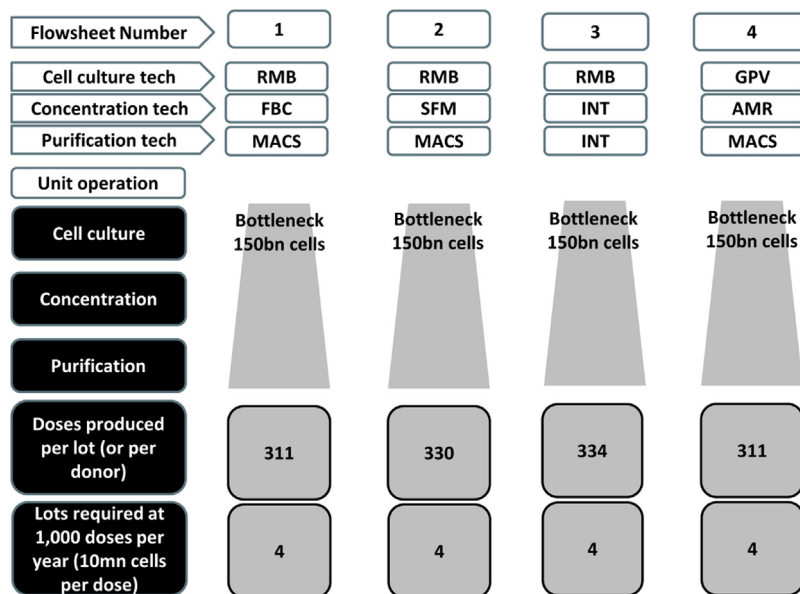 Flowsheet Number 1 2 3 4
Cell culture tech RMB RMB RMB GPV
Concentration tech FBC SFM INT AMR
Purification tech MACS MACS INT MACS
Unit operation
Cell culture
Bottleneck
150bn cells
Bottleneck
150bn cells
Bottleneck
150bn cells
Bottleneck
150bn cells
Concentration
Purification
Doses produced
per lot (or per
donor)
311 330 334 311
Lots required at
1,000 doses per
year (10mn cells
per dose)
4 4 4 4